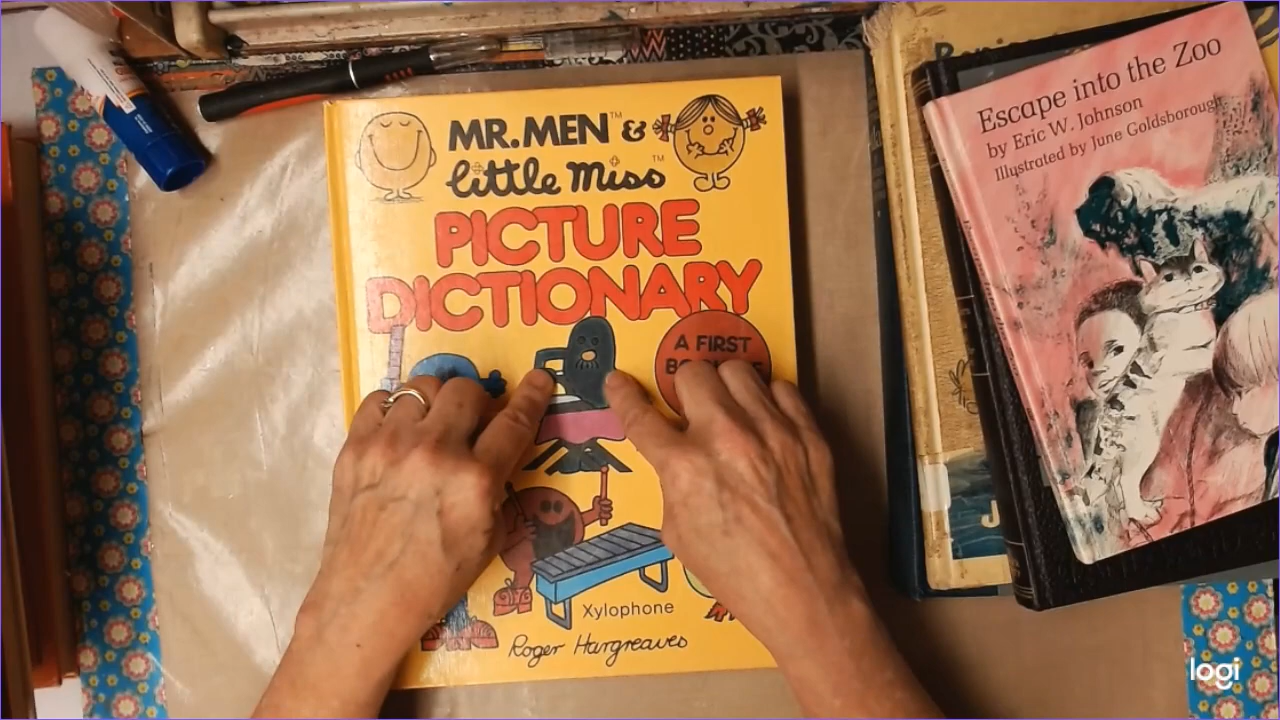 MR. MEN™ &
little miss™
PICTURE
DICTIONARY
A FIRST
Xylophone
Roger Hargreaves
Escape into the Zoo
by Eric W. Johnson
Illustrated by June Goldsborough
logi